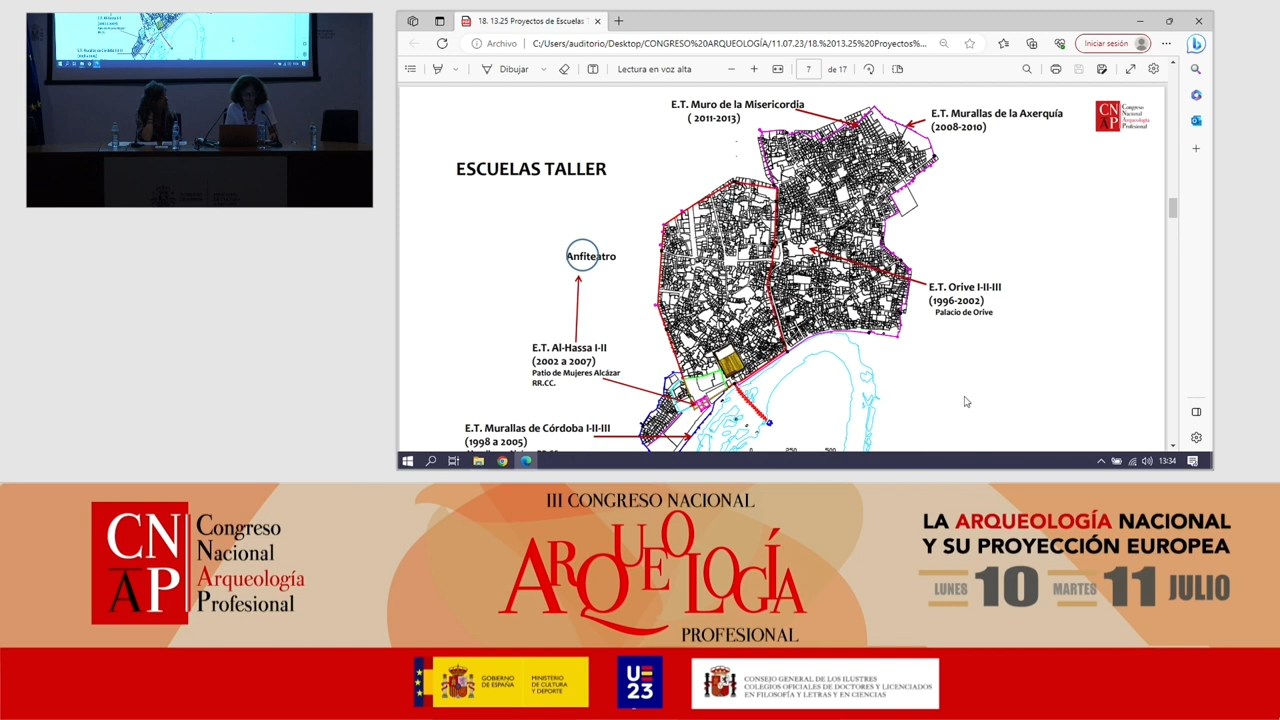 18. 13.25 Proyectos de Escuelas
Archivo
C:/Users/auditorio/Desktop/CONGRESO%20ARQUEOLOGÍA/11.07.23/18.%2013.25%20Proyectos...
Iniciar sesión
Dibujar
Lectura en voz alta
7
de 17
E.T. Muro de la Misericordia
( 2011-2013)
E.T. Murallas de la Axerquía
(2008-2010)
CN
AP
Congreso
Nacional
Arqueología
Profesional
ESCUELAS TALLER
Anfiteatro
E.T. Orive I-II-III
(1996-2002)
Palacio de Orive
E.T. Al-Hassa I-II
(2002 a 2007)
Patio de Mujeres Alcázar
RR.CC.
E.T. Murallas de Córdoba I-II-III
(1998 a 2005)
0
250
500
13:34
CN
AP
Congreso
Nacional
Arqueología
Profesional
III CONGRESO NACIONAL
ARQUEOLOGÍA
PROFESIONAL
LA ARQUEOLOGÍA NACIONAL
Y SU PROYECCIÓN EUROPEA
LUNES 10 MARTES 11 JULIO
GOBIERNO
DE ESPAÑA
MINISTERIO
DE CULTURA
Y DEPORTE
UE
23
CONSEJO GENERAL DE LOS ILUSTRES
COLEGIOS OFICIALES DE DOCTORES Y LICENCIADOS
EN FILOSOFÍA Y LETRAS Y EN CIENCIAS